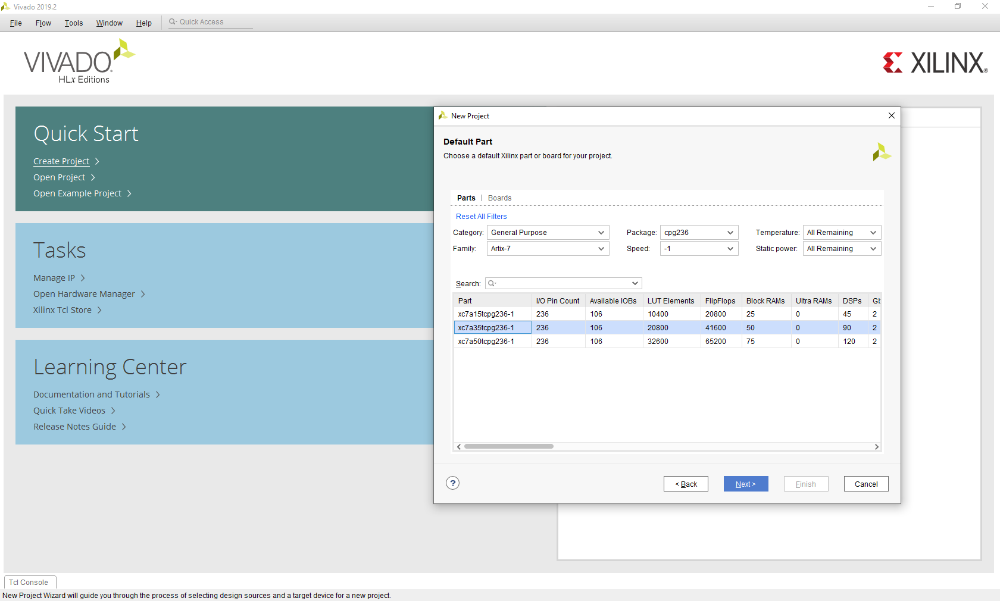 Vivado 2019.2
File Flow Tools Window Help Quick Access
VIVADO.
HLx Editions
XILINX®
Quick Start
Create Project >
Open Project >
Open Example Project >
Tasks
Manage IP >
Open Hardware Manager >
Xilinx Tcl Store >
Learning Center
Documentation and Tutorials >
Quick Take Videos >
Release Notes Guide >
New Project
Default Part
Choose a default Xilinx part or board for your project.
Parts | Boards
Reset All Filters
Category: General Purpose Package: cpg236 Temperature: All Remaining
Family: Artix-7 Speed: -1 Static power: All Remaining
Search:
Part I/O Pin Count Available IOBs LUT Elements FlipFlops Block RAMs Ultra RAMs DSPs Gt
xc7a15tcpg236-1 236 106 10400 20800 25 0 45 2
xc7a35tcpg236-1 236 106 20800 41600 50 0 90 2
xc7a50tcpg236-1 236 106 32600 65200 75 0 120 2
? < Back Next > Finish Cancel
Tcl Console
New Project Wizard will guide you through the process of selecting design sources and a target device for a new project.